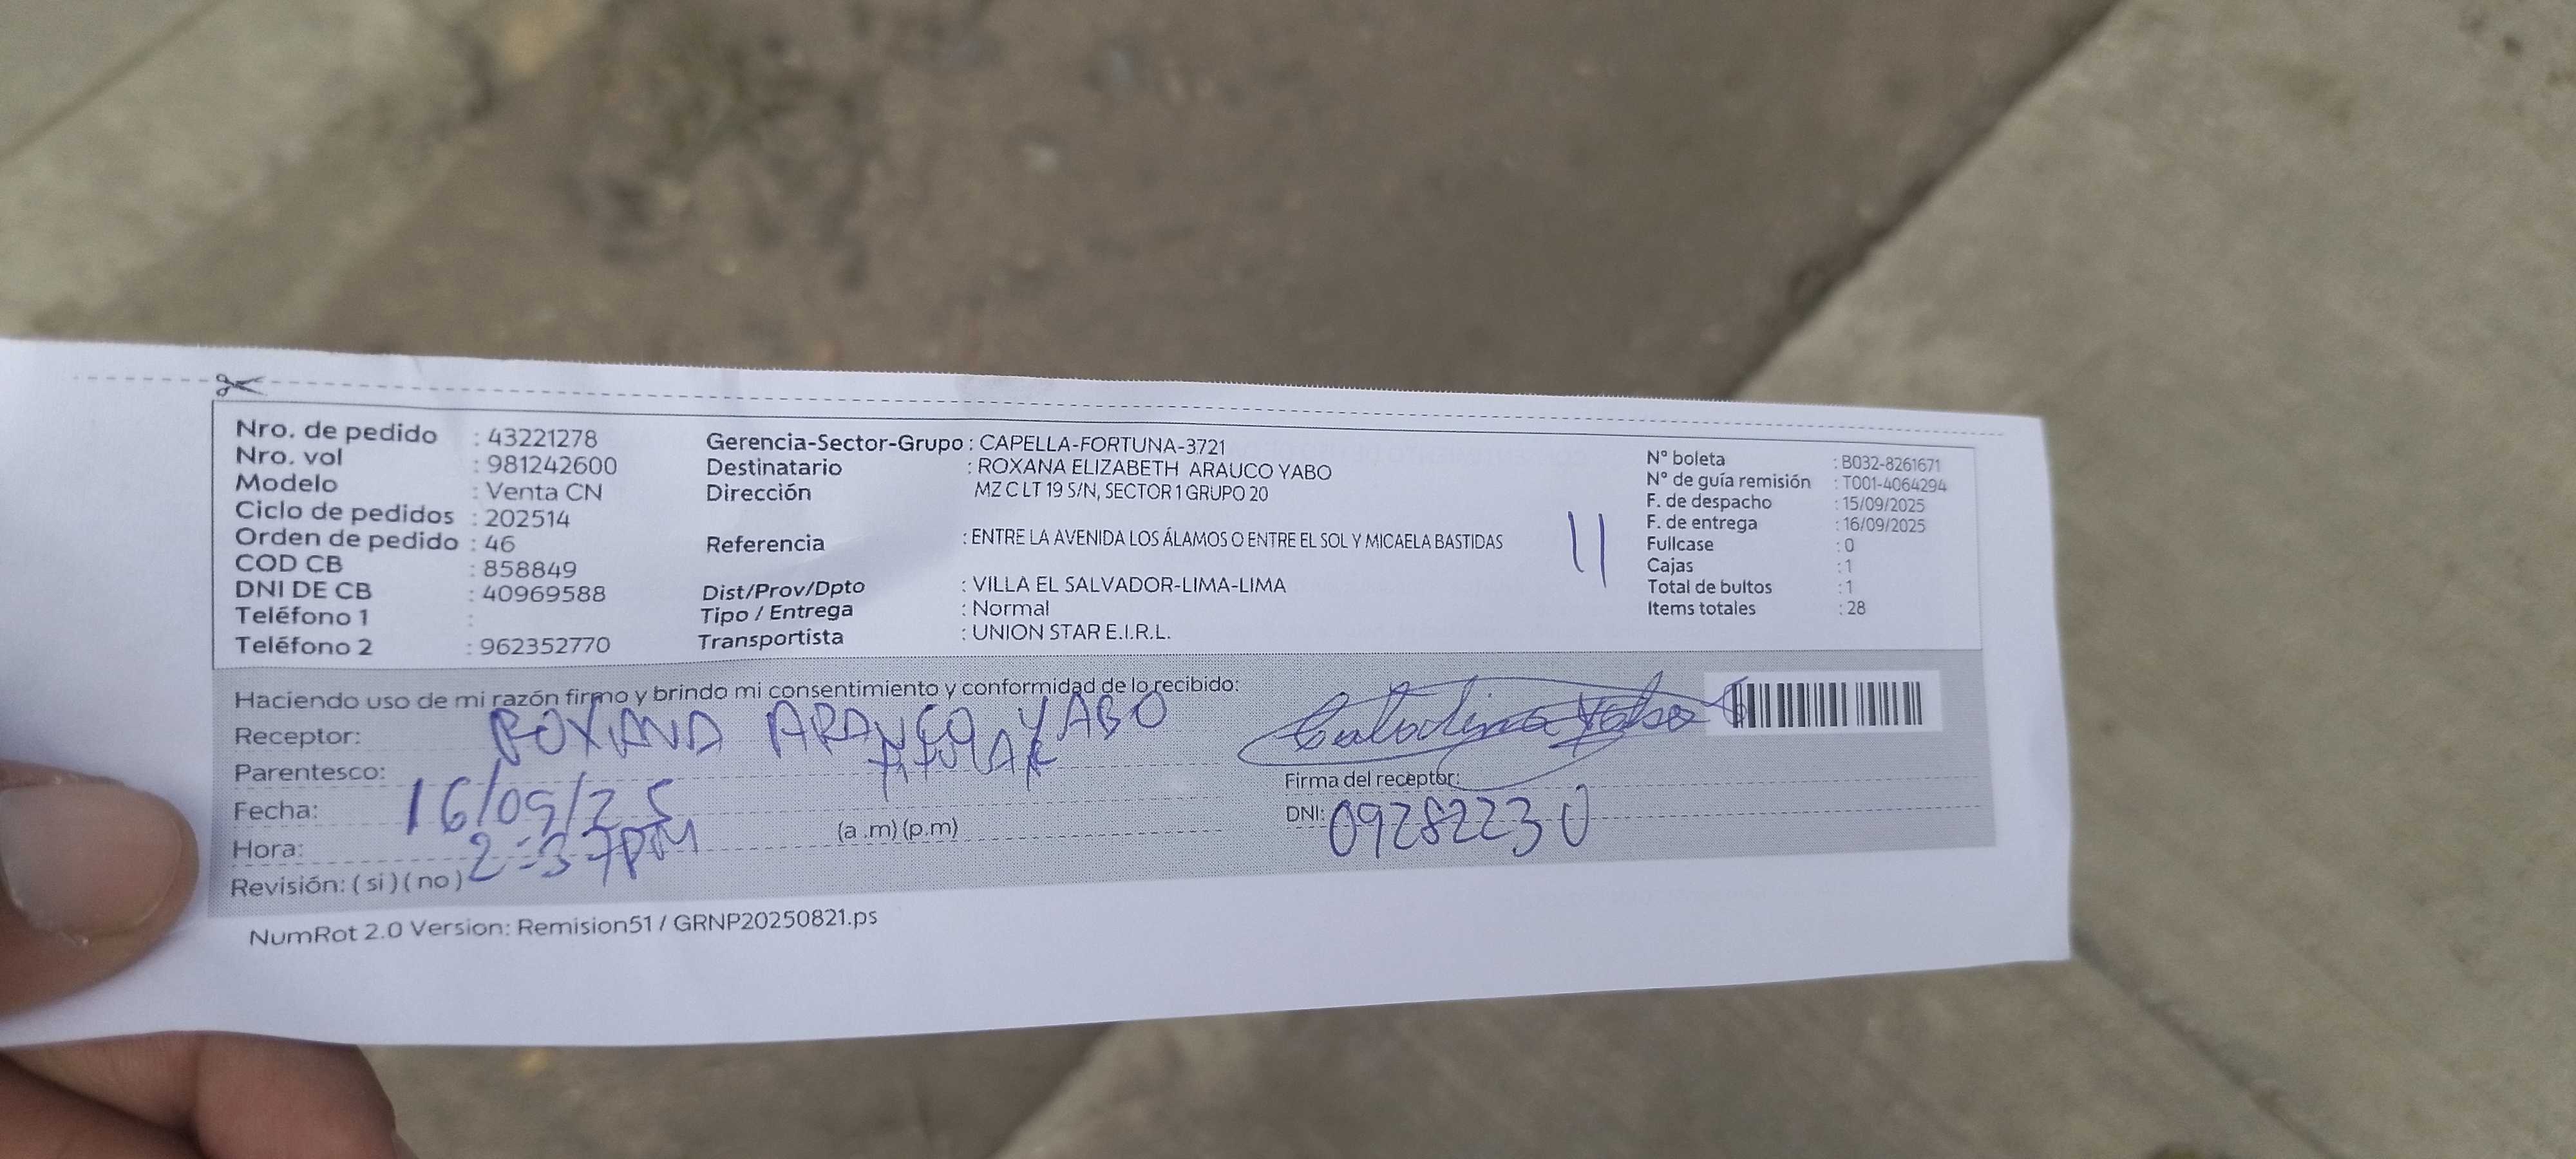 Nro. de pedido : 43221278
Nro. vol : 981242600
Modelo : Venta CN
Ciclo de pedidos : 202514
Orden de pedido : 46
COD CB : 858849
DNI DE CB : 40969588
Teléfono 1 :
Teléfono 2 : 962352770
Gerencia-Sector-Grupo : CAPELLA-FORTUNA-3721
Destinatario : ROXANA ELIZABETH ARAUCO YABO
Dirección MZ C LT 19 S/N, SECTOR 1 GRUPO 20
Referencia : ENTRE LA AVENIDA LOS ÁLAMOS O ENTRE EL SOL Y MICAELA BASTIDAS
Dist/Prov/Dpto : VILLA EL SALVADOR-LIMA-LIMA
Tipo / Entrega : Normal
Transportista : UNION STAR E.I.R.L.
11
N° boleta : B032-8261671
N° de guía remisión : T001-4064294
F. de despacho : 15/09/2025
F. de entrega : 16/09/2025
Fullcase : 0
Cajas : 1
Total de bultos : 1
Items totales : 28
Haciendo uso de mi razón firmo y brindo mi consentimiento y conformidad de lo recibido:
Receptor: ROXANA ARAUCO YABO
Parentesco: TITULAR
Fecha: 16/09/25
Hora: 2:37PM (a .m) (p.m)
Revisión: ( si ) ( no )
Firma del receptor:
DNI: 09282230
NumRot 2.0 Version: Remision51 / GRNP20250821.ps